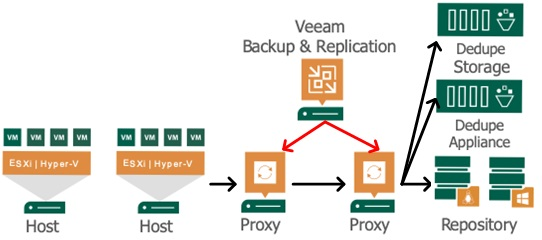 Veeam
Backup & Replication
Dedupe
Storage
VM VM VM VM
VM VM VM VM
ESXi | Hyper-V
ESXi | Hyper-V
Dedupe
Appliance
Host
Host
Proxy
Proxy
Repository